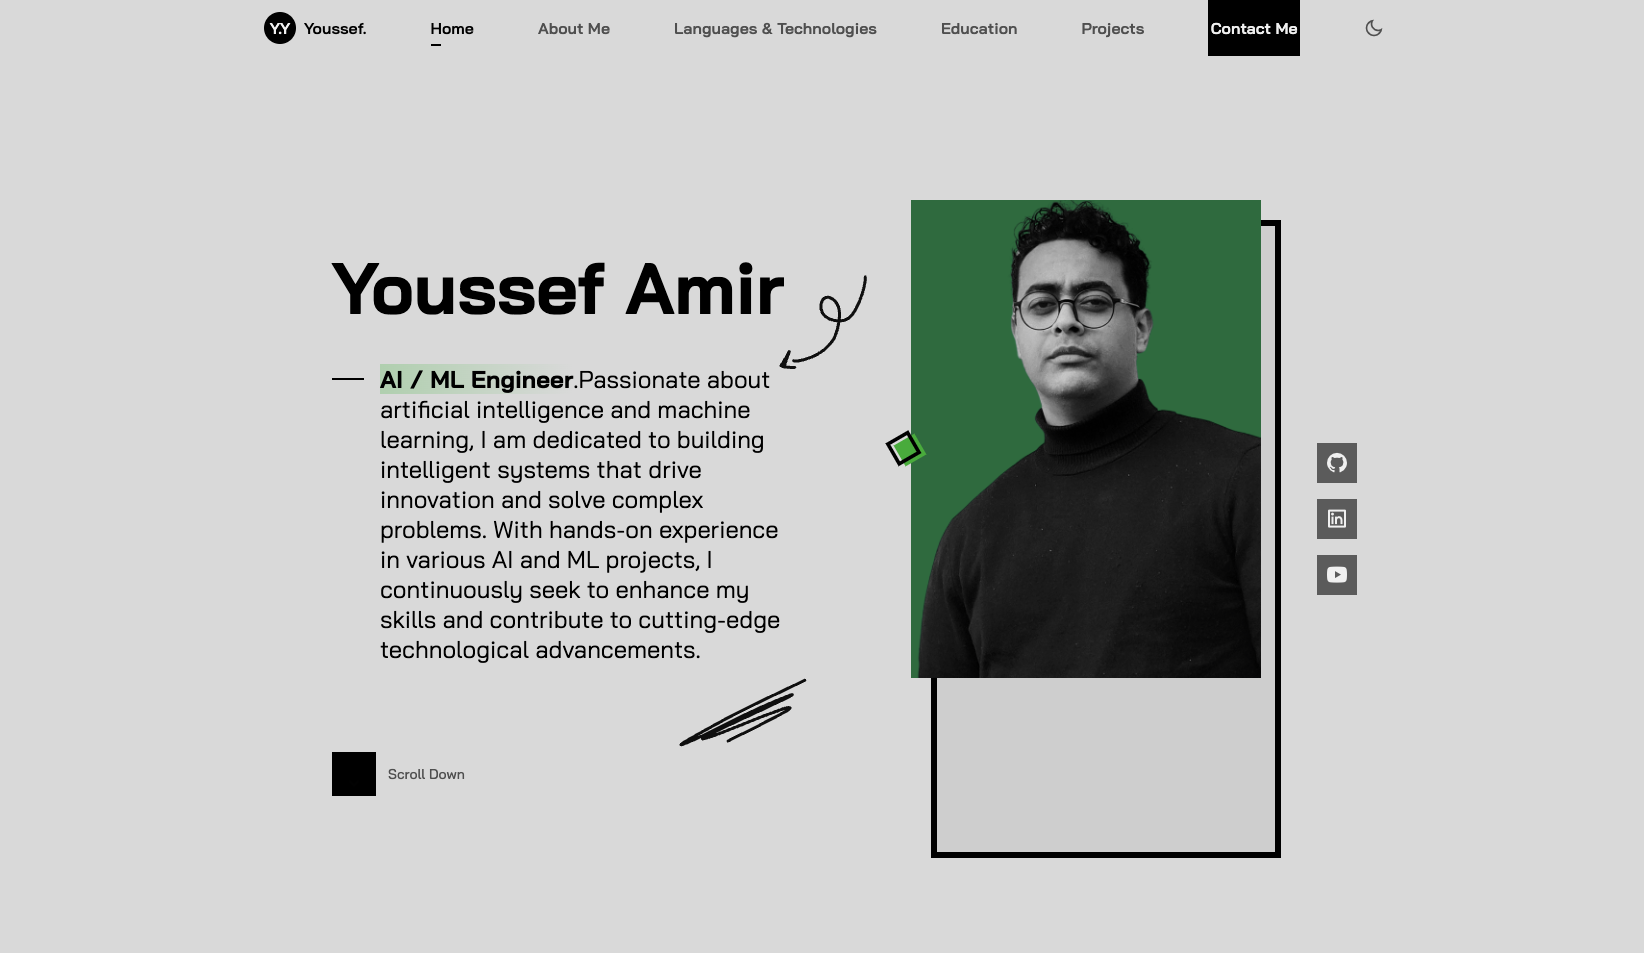 Y.Y Youssef. Home About Me Languages & Technologies Education Projects Contact Me
Youssef Amir
AI / ML Engineer.Passionate about
artificial intelligence and machine
learning, I am dedicated to building
intelligent systems that drive
innovation and solve complex
problems. With hands-on experience
in various AI and ML projects, I
continuously seek to enhance my
skills and contribute to cutting-edge
technological advancements.
Scroll Down